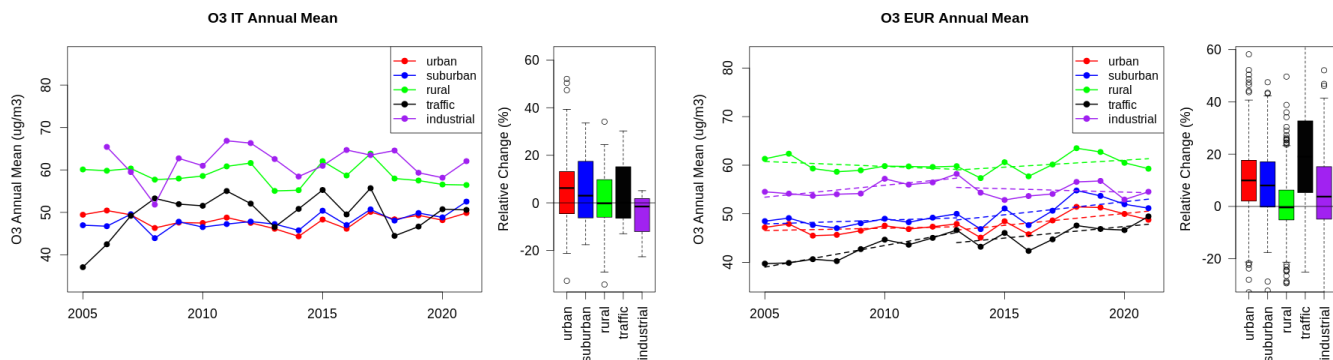 O3 IT Annual Mean
O3 EUR Annual Mean
O3 Annual Mean (ug/m3)
80
70
60
50
40
2005
2010
2015
2020
urban
suburban
rural
traffic
industrial
Relative Change (%)
60
40
20
0
-20
urban
suburban
rural
traffic
industrial
O3 Annual Mean (ug/m3)
80
70
60
50
40
2005
2010
2015
2020
urban
suburban
rural
traffic
industrial
Relative Change (%)
60
40
20
0
-20
urban
suburban
rural
traffic
industrial